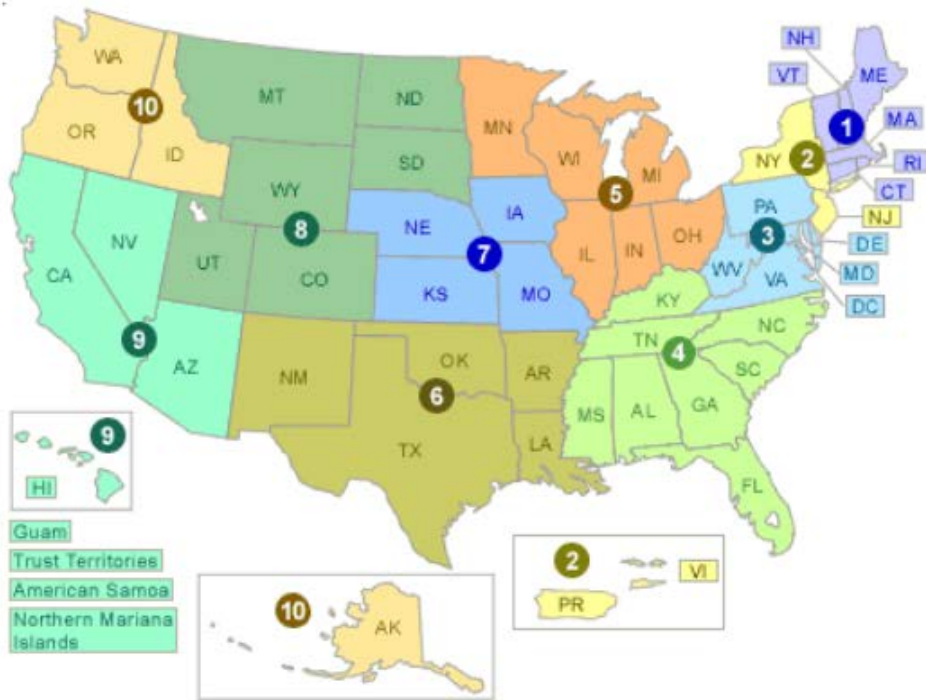 NH
WA
VT
ME
MT
ND
10
MN
1
MA
OR
2
NY
ID
WI
SD
MI
RI
WY
5
CT
IA
PA
NJ
NE
8
3
OH
NV
7
DE
IL
IN
UT
WV
CA
CO
VA
MD
KS
MO
KY
DC
NC
9
TN
4
OK
SC
AZ
NM
AR
6
GA
MS
AL
9
LA
TX
HI
FL
Guam
2
Trust Territories
VI
American Samoa
PR
10
Northern Mariana
Islands
AK